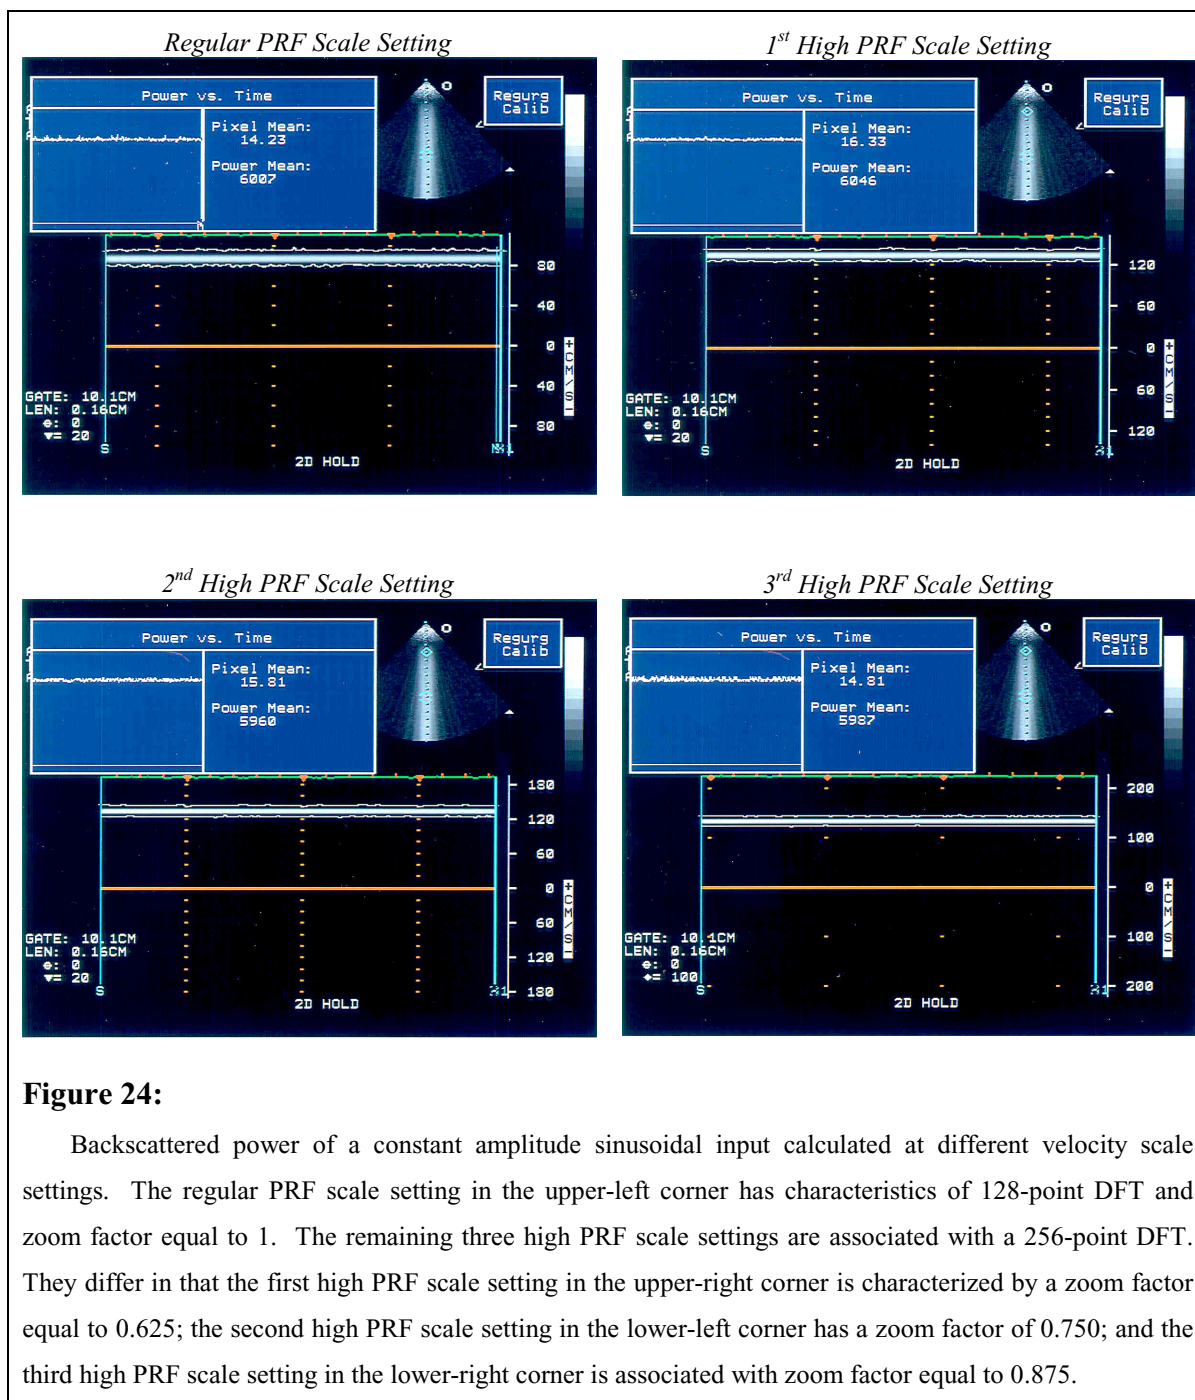 Regular PRF Scale Setting
Power vs. Time
Pixel Mean:
14.23
Power Mean:
6007
Regurg
Calib
80
40
0
40
80
+CM/S-
GATE: 10.1CM
LEN: 0.16CM
⊖: 0
▼= 20
S
2D HOLD
1st High PRF Scale Setting
Power vs. Time
Pixel Mean:
16.33
Power Mean:
6046
Regurg
Calib
120
60
0
60
120
+CM/S-
GATE: 10.1CM
LEN: 0.16CM
⊖: 0
▼= 20
S
2D HOLD
2nd High PRF Scale Setting
Power vs. Time
Pixel Mean:
15.81
Power Mean:
5960
Regurg
Calib
180
120
60
0
60
120
180
+CM/S-
GATE: 10.1CM
LEN: 0.16CM
⊖: 0
▼= 20
S
2D HOLD
3rd High PRF Scale Setting
Power vs. Time
Pixel Mean:
14.81
Power Mean:
5987
Regurg
Calib
200
100
0
100
200
+CM/S-
GATE: 10.1CM
LEN: 0.16CM
⊖: 0
◆= 100
S
2D HOLD
Figure 24:
Backscattered power of a constant amplitude sinusoidal input calculated at different velocity scale
settings. The regular PRF scale setting in the upper-left corner has characteristics of 128-point DFT and
zoom factor equal to 1. The remaining three high PRF scale settings are associated with a 256-point DFT.
They differ in that the first high PRF scale setting in the upper-right corner is characterized by a zoom factor
equal to 0.625; the second high PRF scale setting in the lower-left corner has a zoom factor of 0.750; and the
third high PRF scale setting in the lower-right corner is associated with zoom factor equal to 0.875.